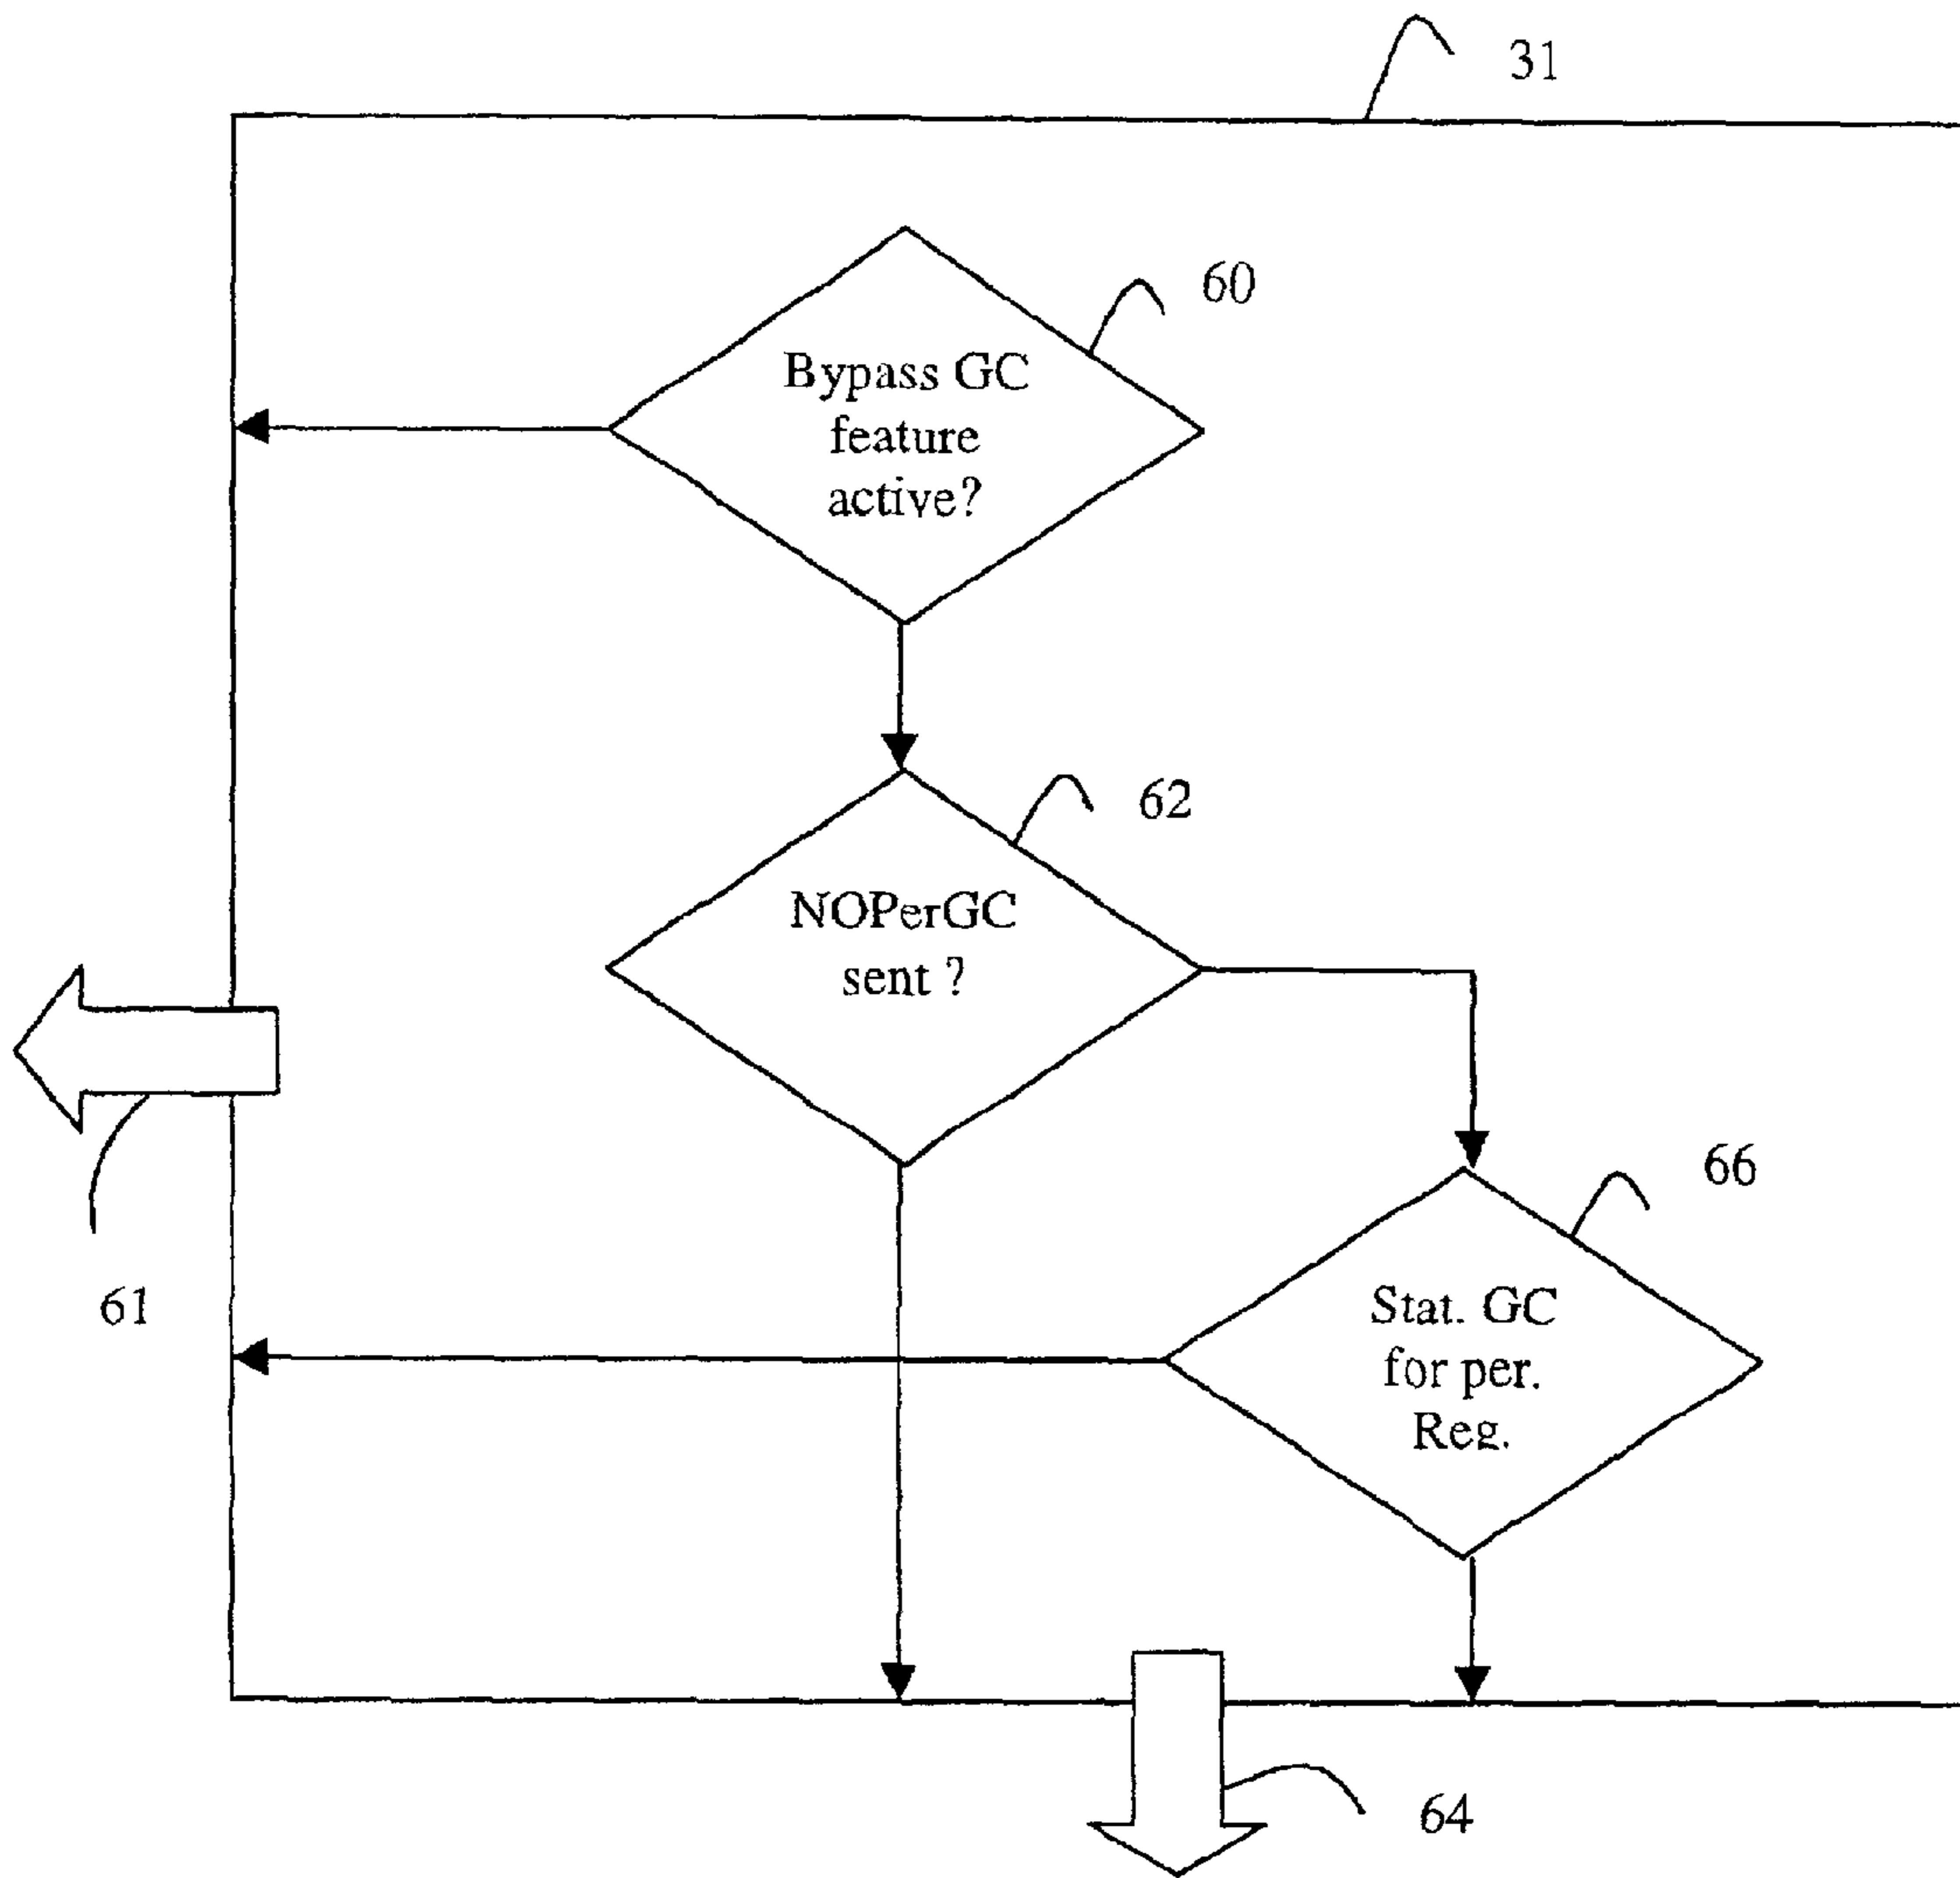 31
60
Bypass GC
feature
active?
62
NOPerGC
sent ?
66
61
Stat. GC
for per.
Reg.
64